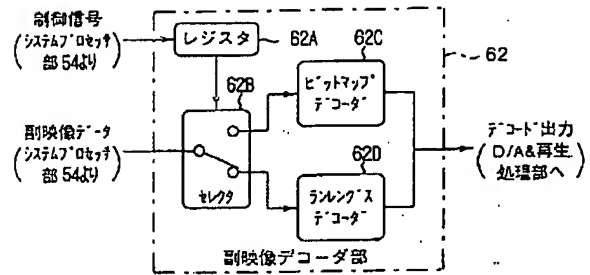 制御信号
(システムプロセッサ
部54より)
レジスタ
62A
62B
セレクタ
62C
ビットマップ
デコーダ
62
副映像データ
(システムプロセッサ
部54より)
62D
ランレングス
デコーダ
デコード出力
(D/A&再生
処理部へ)
副映像デコーダ部